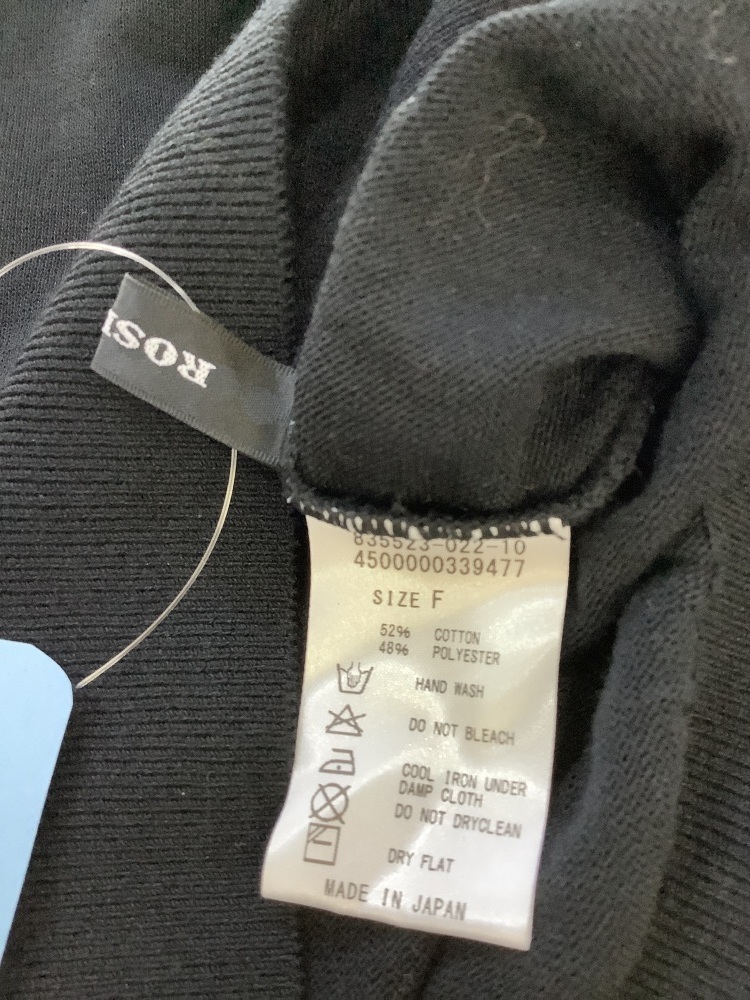 ROSI
835523-022-10
4500000339477
SIZE F
52% COTTON
48% POLYESTER
HAND WASH
DO NOT BLEACH
COOL IRON UNDER
DAMP CLOTH
DO NOT DRYCLEAN
DRY FLAT
MADE IN JAPAN